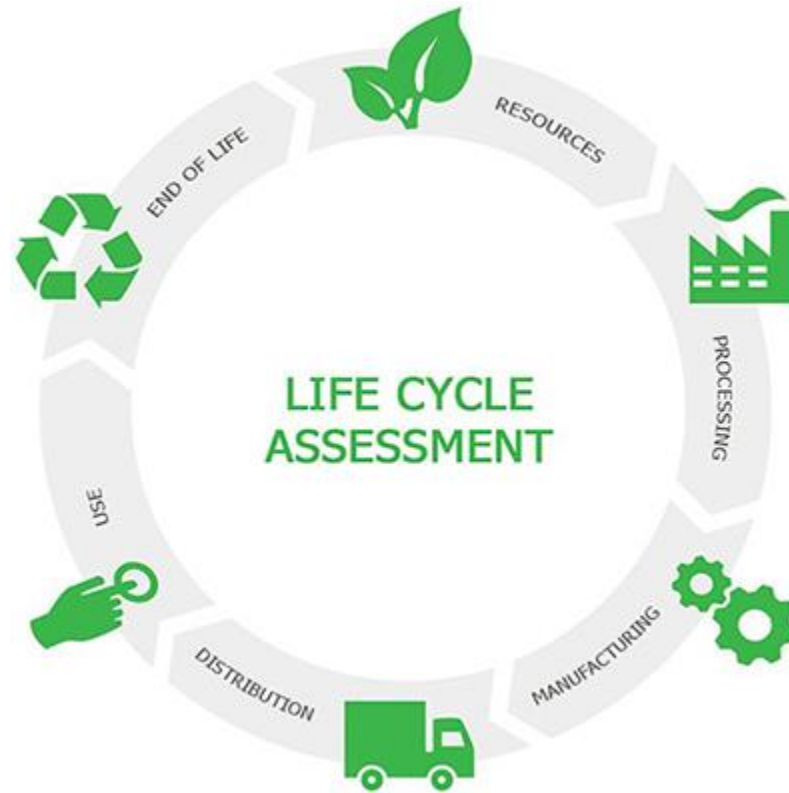 LIFE CYCLE
ASSESSMENT
RESOURCES
PROCESSING
MANUFACTURING
DISTRIBUTION
USE
END OF LIFE